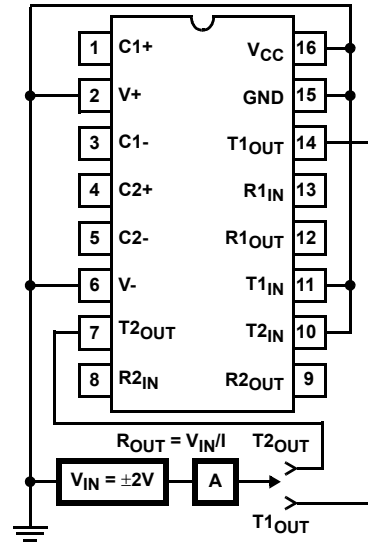 1 C1+ VCC 16
2 V+ GND 15
3 C1- T1OUT 14
4 C2+ R1IN 13
5 C2- R1OUT 12
6 V- T1IN 11
7 T2OUT T2IN 10
8 R2IN R2OUT 9
ROUT = VIN/I T2OUT
VIN = ±2V A
T1OUT